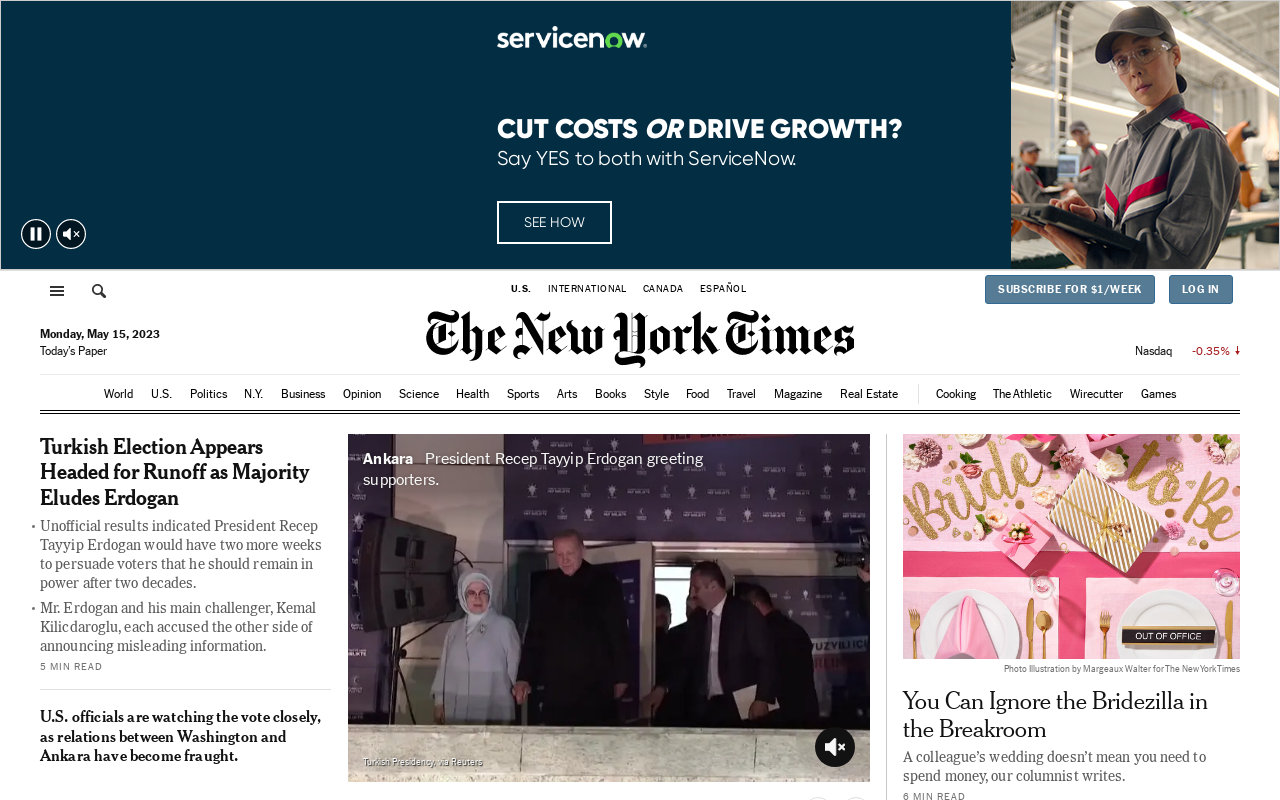 servicenow.
CUT COSTS OR DRIVE GROWTH?
Say YES to both with ServiceNow.
SEE HOW
U.S. INTERNATIONAL CANADA ESPAÑOL
SUBSCRIBE FOR $1/WEEK LOG IN
Monday, May 15, 2023
Today's Paper
The New York Times
Nasdaq -0.35%
World U.S. Politics N.Y. Business Opinion Science Health Sports Arts Books Style Food Travel Magazine Real Estate Cooking The Athletic Wirecutter Games
Turkish Election Appears
Headed for Runoff as Majority
Eludes Erdogan
• Unofficial results indicated President Recep
Tayyip Erdogan would have two more weeks
to persuade voters that he should remain in
power after two decades.
• Mr. Erdogan and his main challenger, Kemal
Kilicdaroglu, each accused the other side of
announcing misleading information.
5 MIN READ
U.S. officials are watching the vote closely,
as relations between Washington and
Ankara have become fraught.
Ankara President Recep Tayyip Erdogan greeting
supporters.
Turkish Presidency, via Reuters
Bride to Be
OUT OF OFFICE
Photo Illustration by Margeaux Walter for The New York Times
You Can Ignore the Bridezilla in
the Breakroom
A colleague's wedding doesn't mean you need to
spend money, our columnist writes.
6 MIN READ